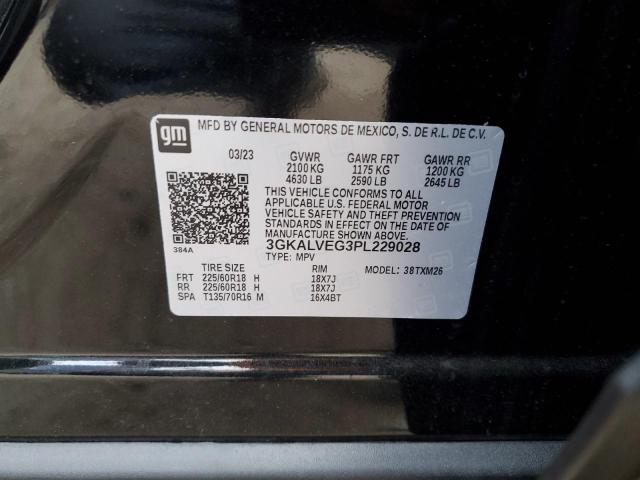 gm MFD BY GENERAL MOTORS DE MEXICO, S. DE R.L. DE C.V.
03/23 GVWR GAWR FRT GAWR RR
2100 KG 1175 KG 1200 KG
4630 LB 2590 LB 2645 LB
THIS VEHICLE CONFORMS TO ALL
APPLICABLE U.S. FEDERAL MOTOR
VEHICLE SAFETY AND THEFT PREVENTION
STANDARDS IN EFFECT ON THE DATE
OF MANUFACTURE SHOWN ABOVE.
384A 3GKALVEG3PL229028
TYPE: MPV
TIRE SIZE RIM MODEL: 38TXM26
FRT 225/60R18 H 18X7J
RR 225/60R18 H 18X7J
SPA T135/70R16 M 16X4BT